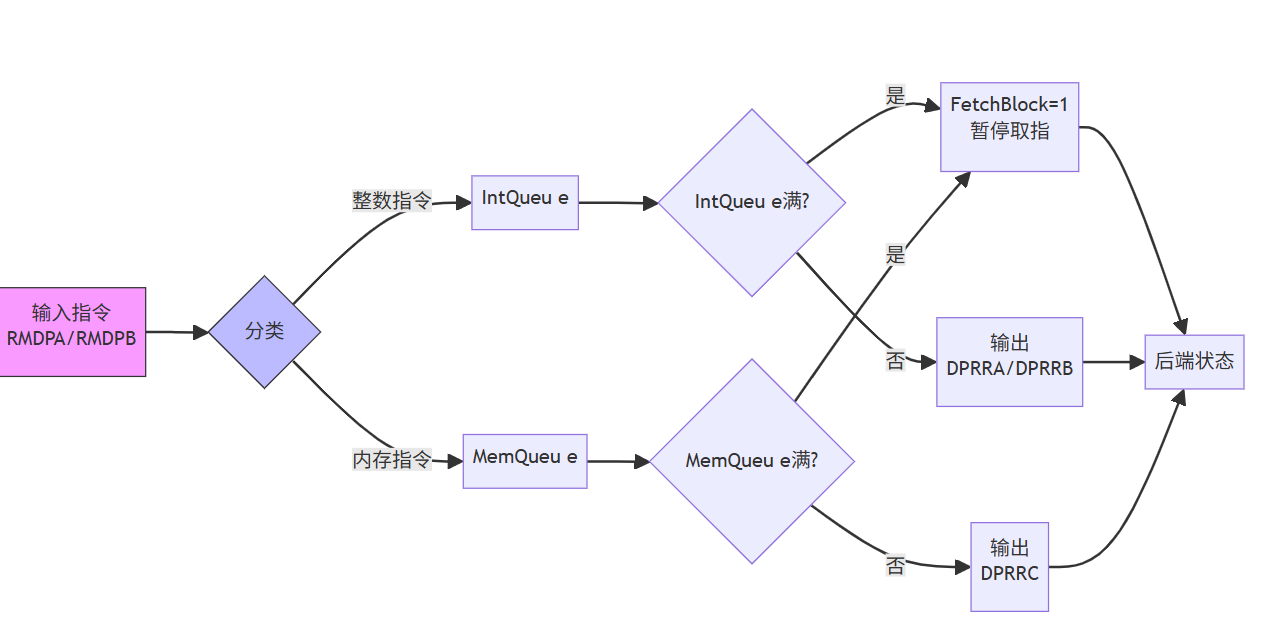 输入指令
RMDPA/RMDPB
分类
整数指令
内存指令
IntQueu e
MemQueu e
IntQueu e满?
MemQueu e满?
是
是
否
否
FetchBlock=1
暂停取指
输出
DPRRA/DPRRB
输出
DPRRC
后端状态